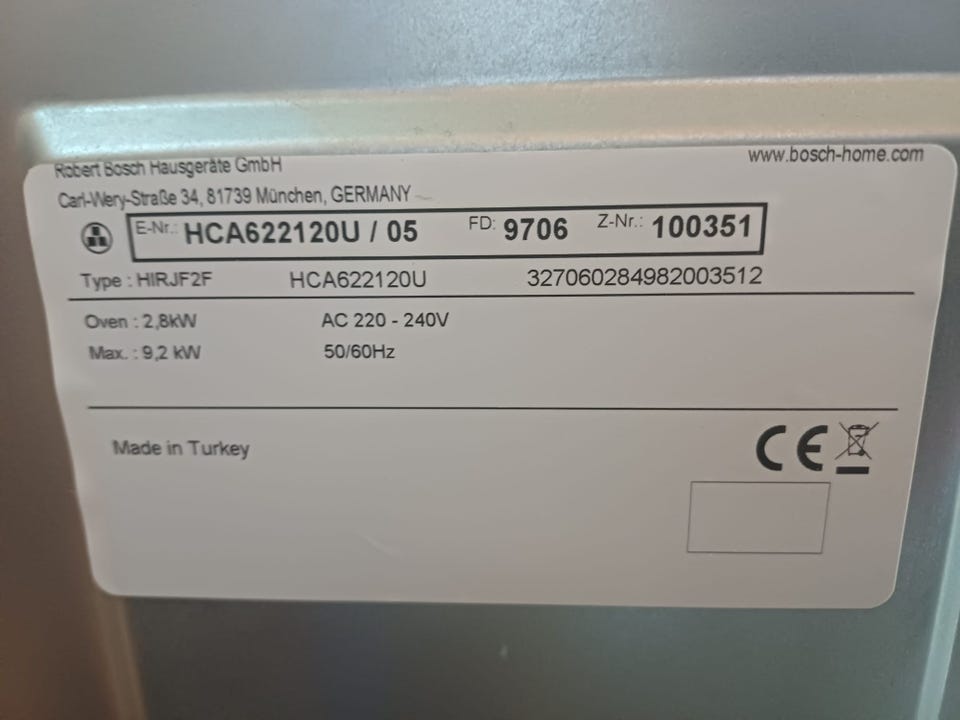 Robert Bosch Hausgeräte GmbH
www.bosch-home.com
Carl-Wery-Straße 34, 81739 München, GERMANY
E-Nr.: HCA622120U / 05 FD: 9706 Z-Nr.: 100351
Type : HIRJF2F HCA622120U 327060284982003512
Oven : 2,8kW AC 220 - 240V
Max. : 9,2 kW 50/60Hz
Made in Turkey
CE